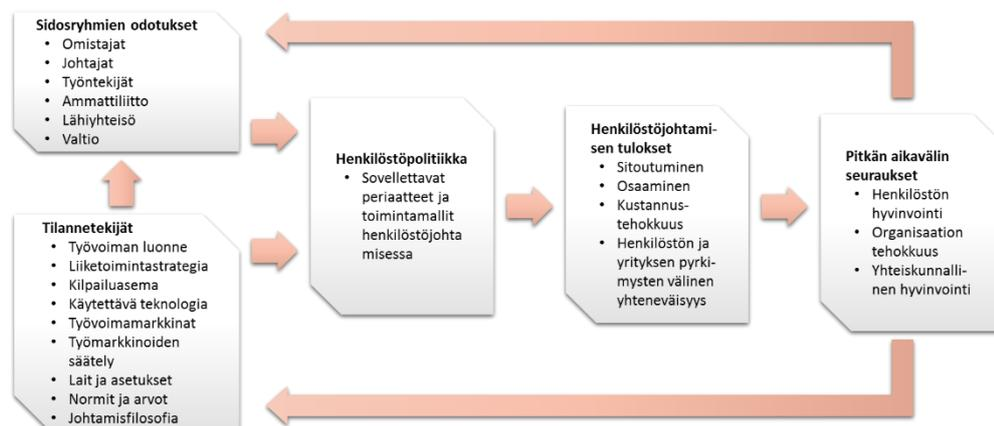 Sidosryhmien odotukset
• Omistajat
• Johtajat
• Työntekijät
• Ammattiliitto
• Lähiyhteisö
• Valtio
Tilannetekijät
• Työvoiman luonne
• Liiketoimintastrategia
• Kilpailuasema
• Käytettävä teknologia
• Työvoimamarkkinat
• Työmarkkinoiden
säätely
• Lait ja asetukset
• Normit ja arvot
• Johtamisfilosofia
Henkilöstöpolitiikka
• Sovellettavat
periaatteet ja
toimintamallit
henkilöstöjohta
misessa
Henkilöstöjohtami-
sen tulokset
• Sitoutuminen
• Osaaminen
• Kustannus-
tehokkuus
• Henkilöstön ja
yrityksen pyrki-
mysten välinen
yhteneväisyys
Pitkän aikavälin
seuraukset
• Henkilöstön
hyvinvointi
• Organisaation
tehokkuus
• Yhteiskunnalli-
nen hyvinvointi